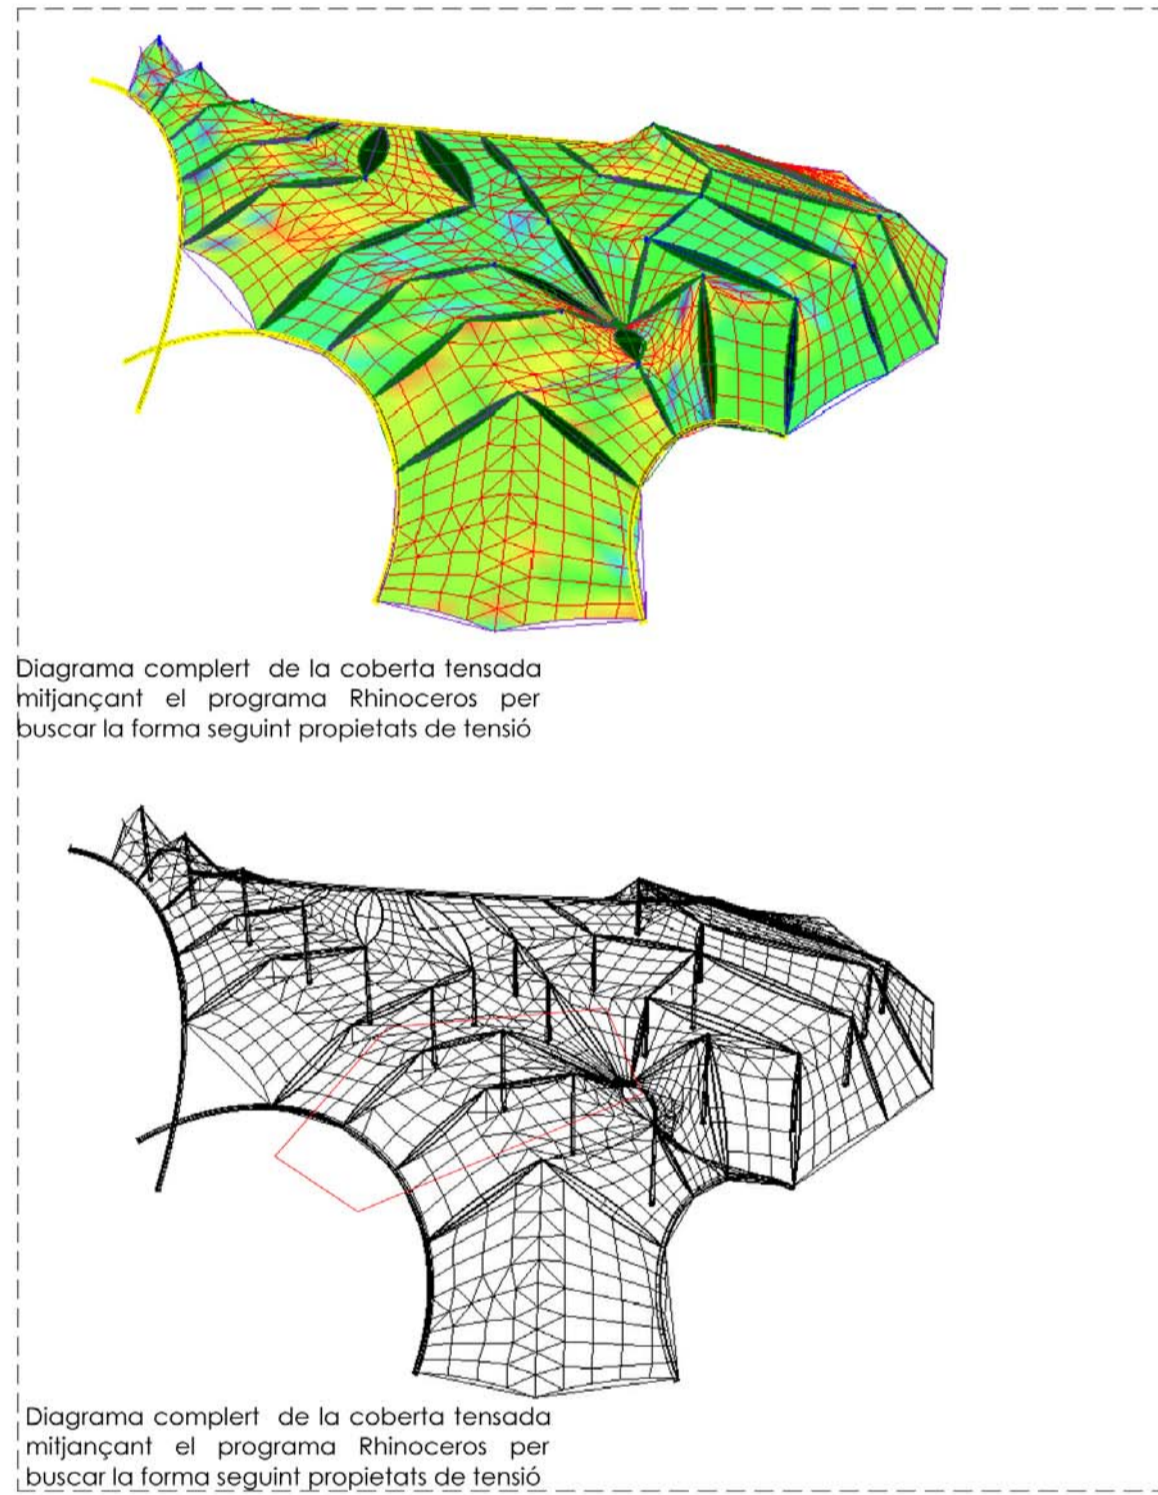 Diagrama complert de la coberta tensada
mitjançant el programa Rhinoceros per
buscar la forma seguint propietats de tensió
Diagrama complert de la coberta tensada
mitjançant el programa Rhinoceros per
buscar la forma seguint propietats de tensió